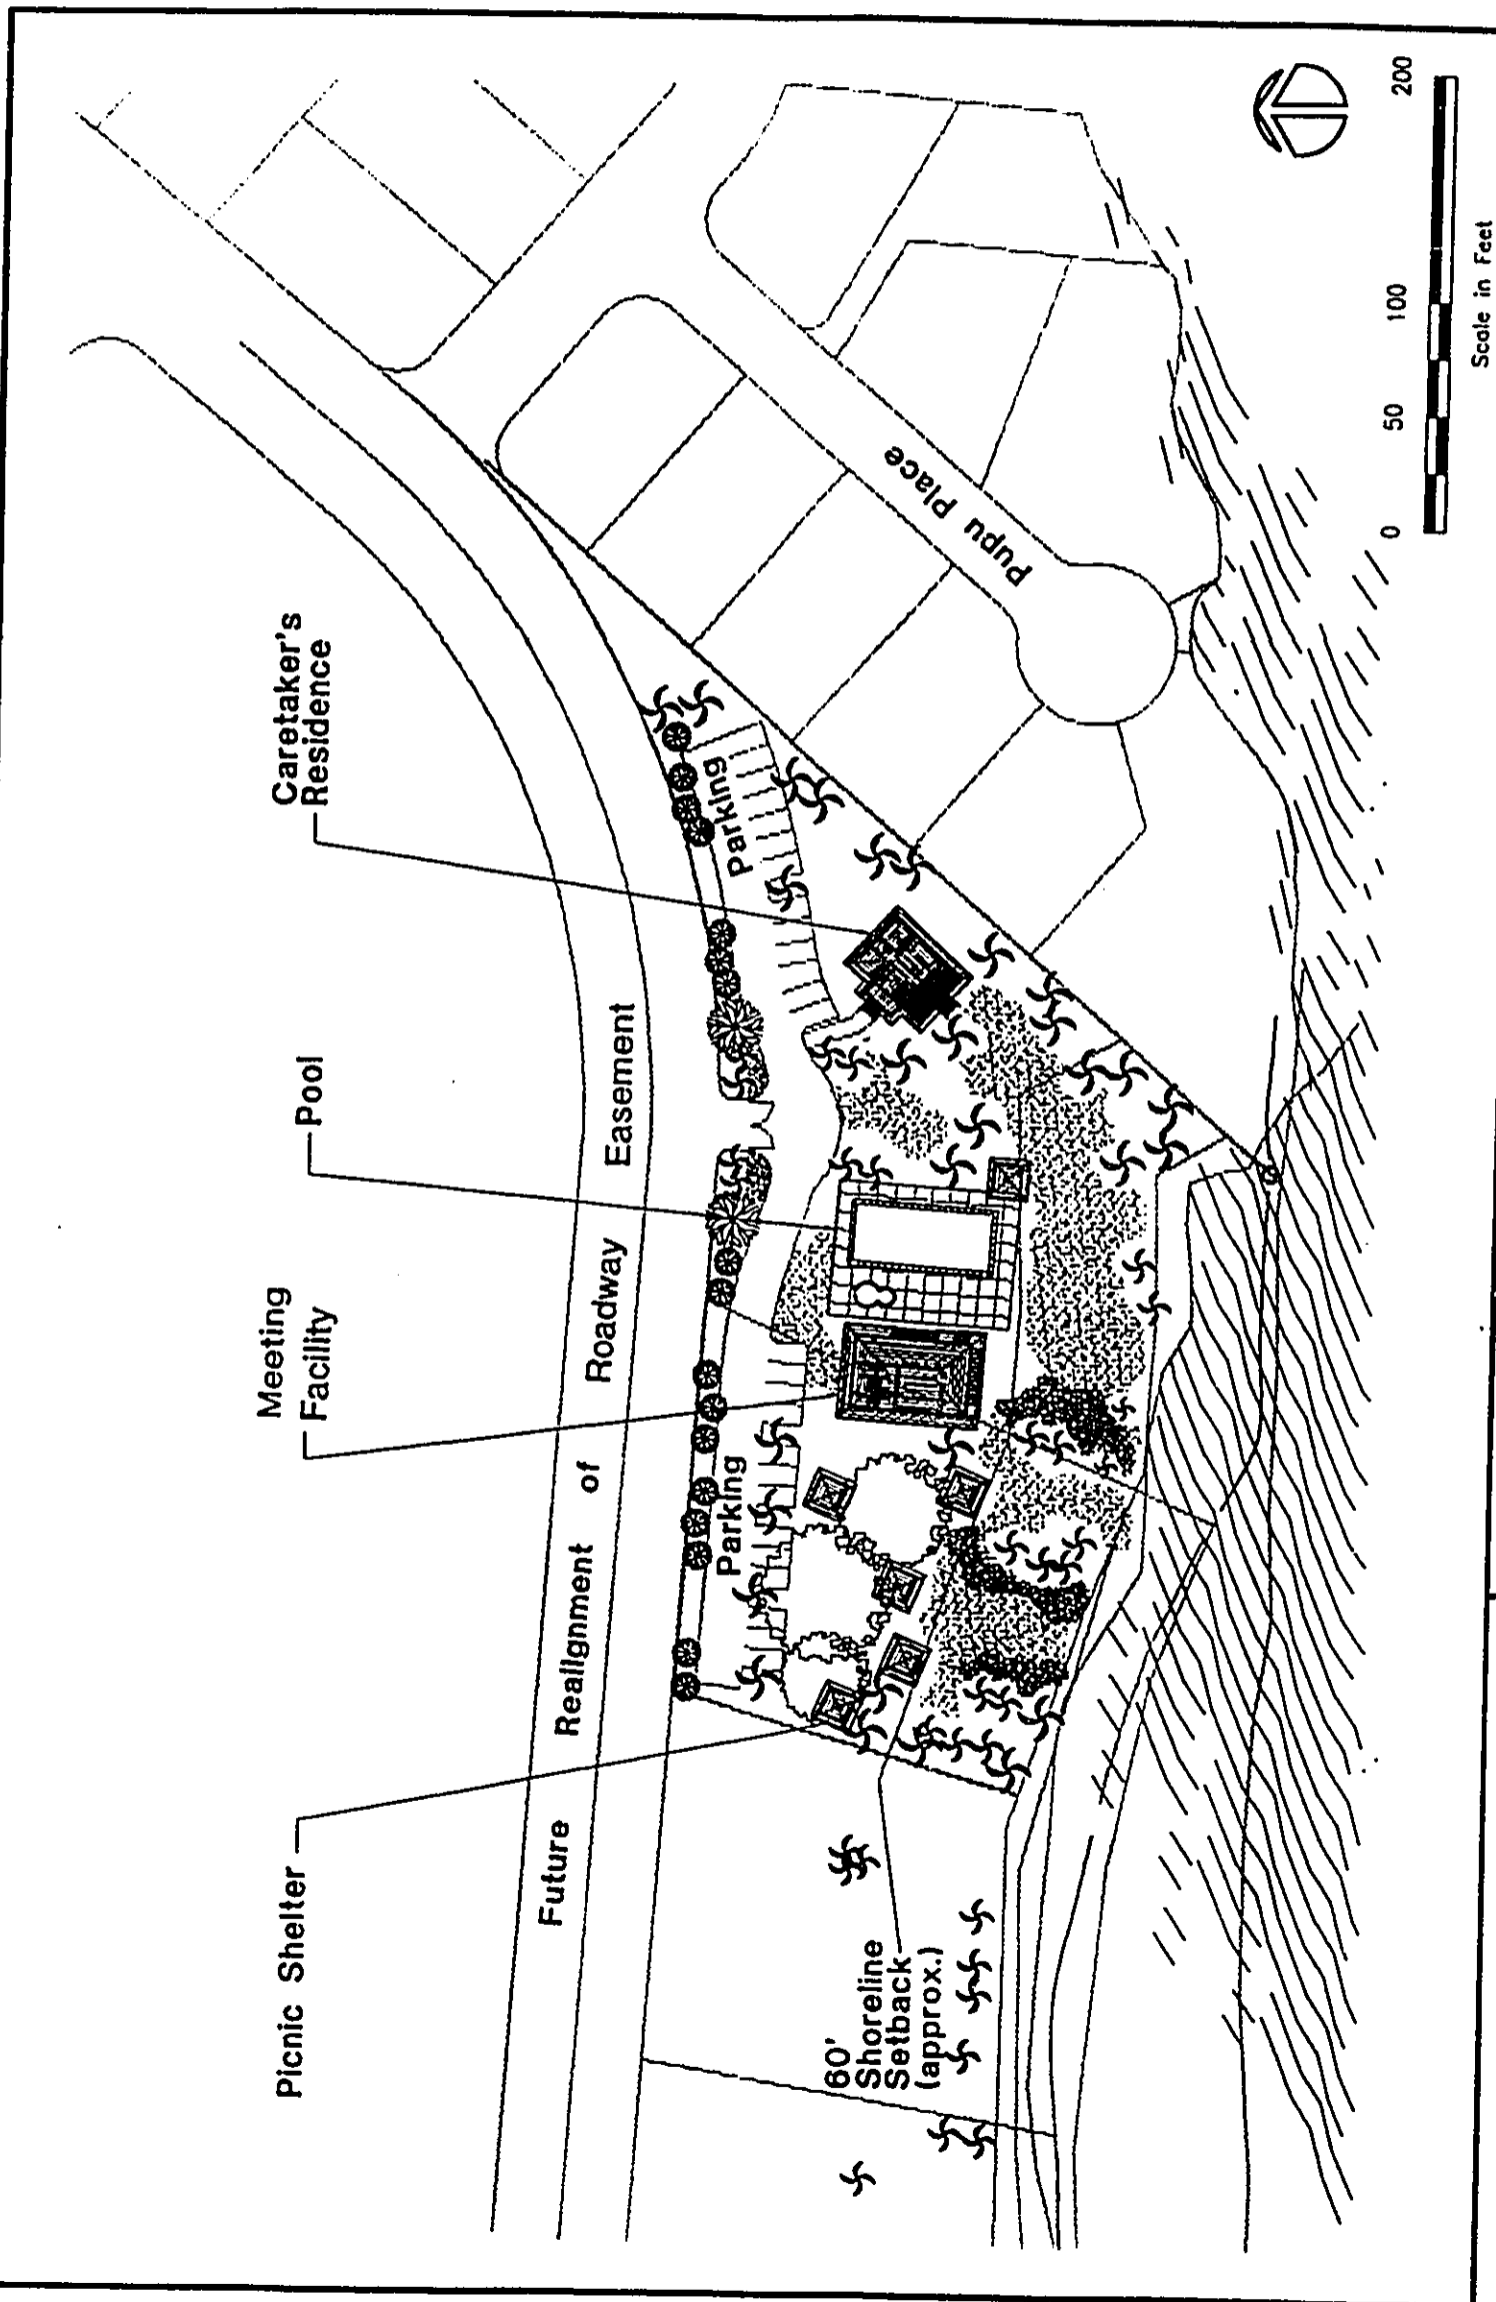 Caretaker's
Residence
Pool
Meeting
Facility
Picnic Shelter
Future Realignment of Roadway Easement
Parking
Parking
Pupu Place
60'
Shoreline
Setback
(approx.)
0 50 100 200
Scale in Feet